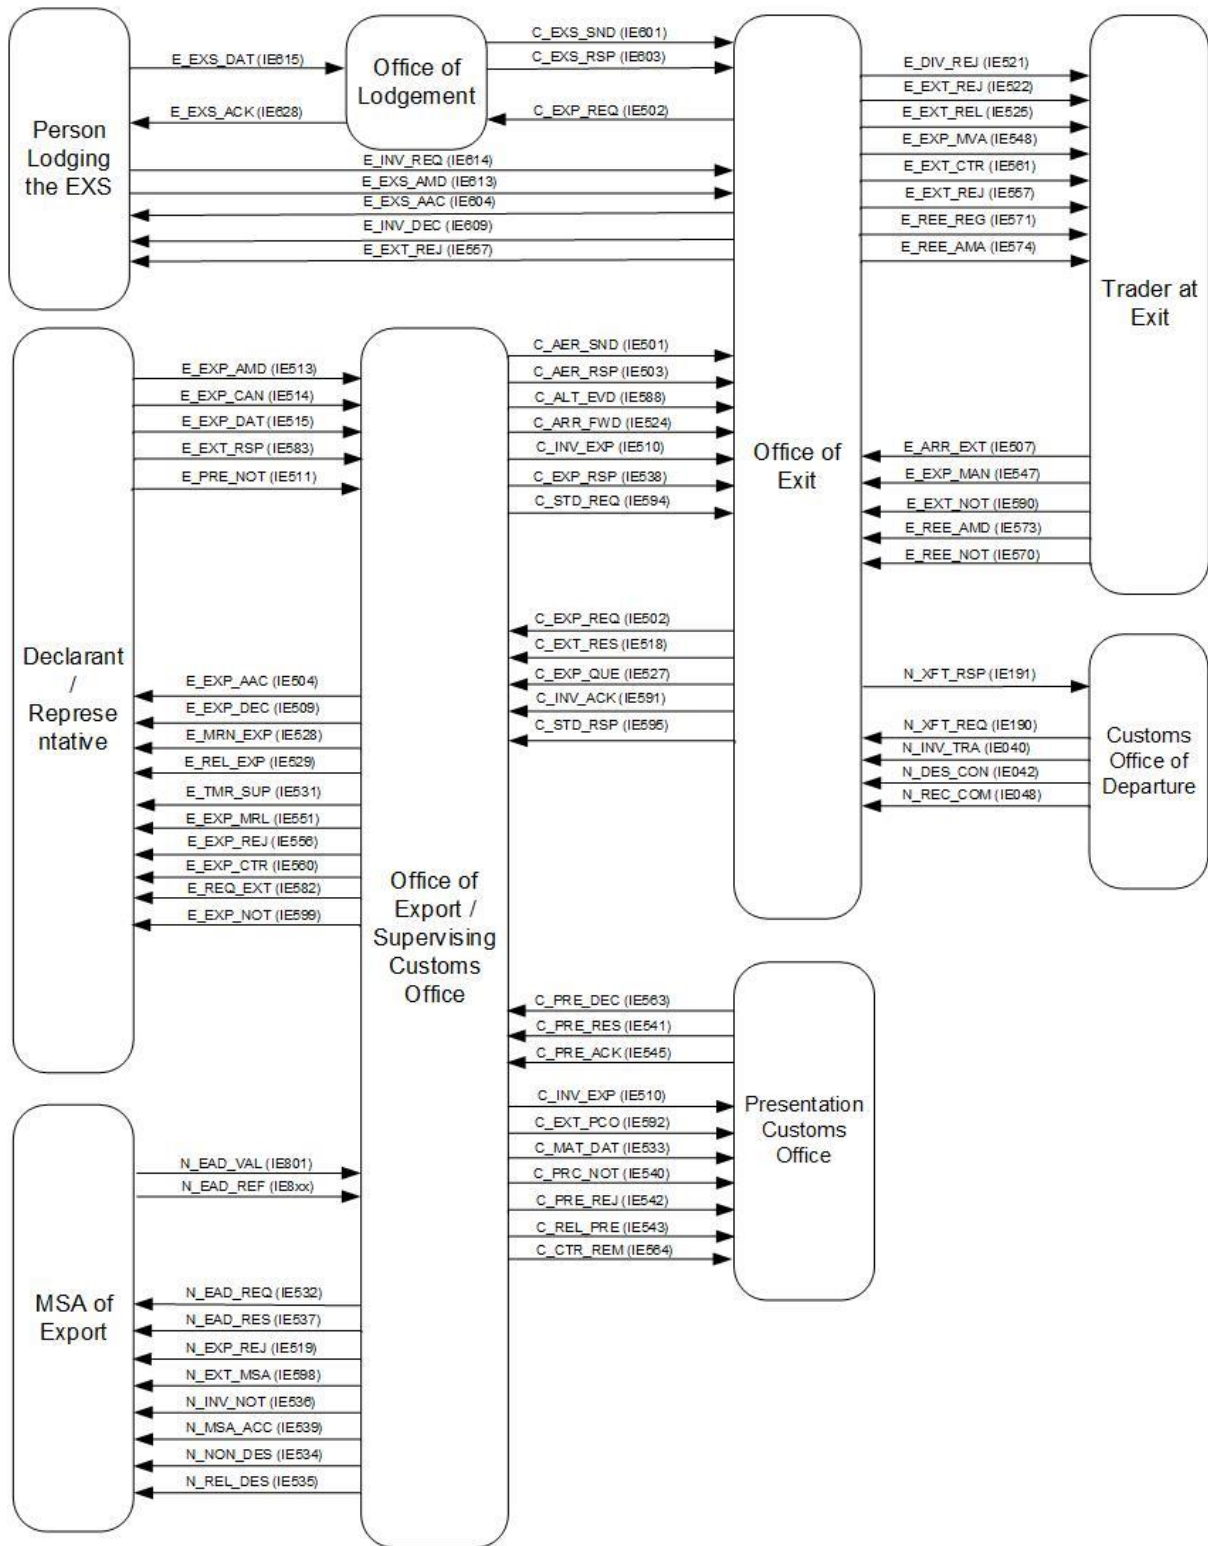 C_EXS_SND (IE601)
E_EXS_DAT (IE615)
C_EXS_RSP (IE603)
Office of
Lodgement
E_EXS_ACK (IE628)
C_EXP_REQ (IE502)
Person
Lodging
the EXS
E_INV_REQ (IE614)
E_EXS_AMD (IE613)
E_EXS_AAC (IE604)
E_INV_DEC (IE609)
E_EXT_REJ (IE557)
E_DIV_REJ (IE521)
E_EXT_REJ (IE522)
E_EXT_REL (IE525)
E_EXP_MVA (IE548)
E_EXT_CTR (IE561)
E_EXT_REJ (IE557)
E_REE_REG (IE571)
E_REE_AMA (IE574)
Trader at
Exit
E_EXP_AMD (IE513)
E_EXP_CAN (IE514)
E_EXP_DAT (IE515)
E_EXT_RSP (IE583)
E_PRE_NOT (IE511)
C_AER_SND (IE501)
C_AER_RSP (IE503)
C_ALT_EVD (IE588)
C_ARR_FWD (IE524)
C_INV_EXP (IE510)
C_EXP_RSP (IE538)
C_STD_REQ (IE594)
Office of
Exit
E_ARR_EXT (IE507)
E_EXP_MAN (IE547)
E_EXT_NOT (IE590)
E_REE_AMD (IE573)
E_REE_NOT (IE570)
C_EXP_REQ (IE502)
C_EXT_RES (IE518)
C_EXP_QUE (IE527)
C_INV_ACK (IE591)
C_STD_RSP (IE595)
N_XFT_RSP (IE191)
N_XFT_REQ (IE190)
N_INV_TRA (IE040)
N_DES_CON (IE042)
N_REC_COM (IE048)
Customs
Office of
Departure
Declarant
/
Represe
ntative
E_EXP_AAC (IE504)
E_EXP_DEC (IE509)
E_MRN_EXP (IE528)
E_REL_EXP (IE529)
E_TMR_SUP (IE531)
E_EXP_MRL (IE551)
E_EXP_REJ (IE556)
E_EXP_CTR (IE560)
E_REQ_EXT (IE582)
E_EXP_NOT (IE599)
Office of
Export /
Supervising
Customs
Office
C_PRE_DEC (IE563)
C_PRE_RES (IE541)
C_PRE_ACK (IE545)
C_INV_EXP (IE510)
C_EXT_PCO (IE592)
C_MAT_DAT (IE533)
C_PRC_NOT (IE540)
C_PRE_REJ (IE542)
C_REL_PRE (IE543)
C_CTR_REM (IE564)
Presentation
Customs
Office
N_EAD_VAL (IE801)
N_EAD_REF (IE8xx)
MSA of
Export
N_EAD_REQ (IE532)
N_EAD_RES (IE537)
N_EXP_REJ (IE519)
N_EXT_MSA (IE598)
N_INV_NOT (IE536)
N_MSA_ACC (IE539)
N_NON_DES (IE534)
N_REL_DES (IE535)